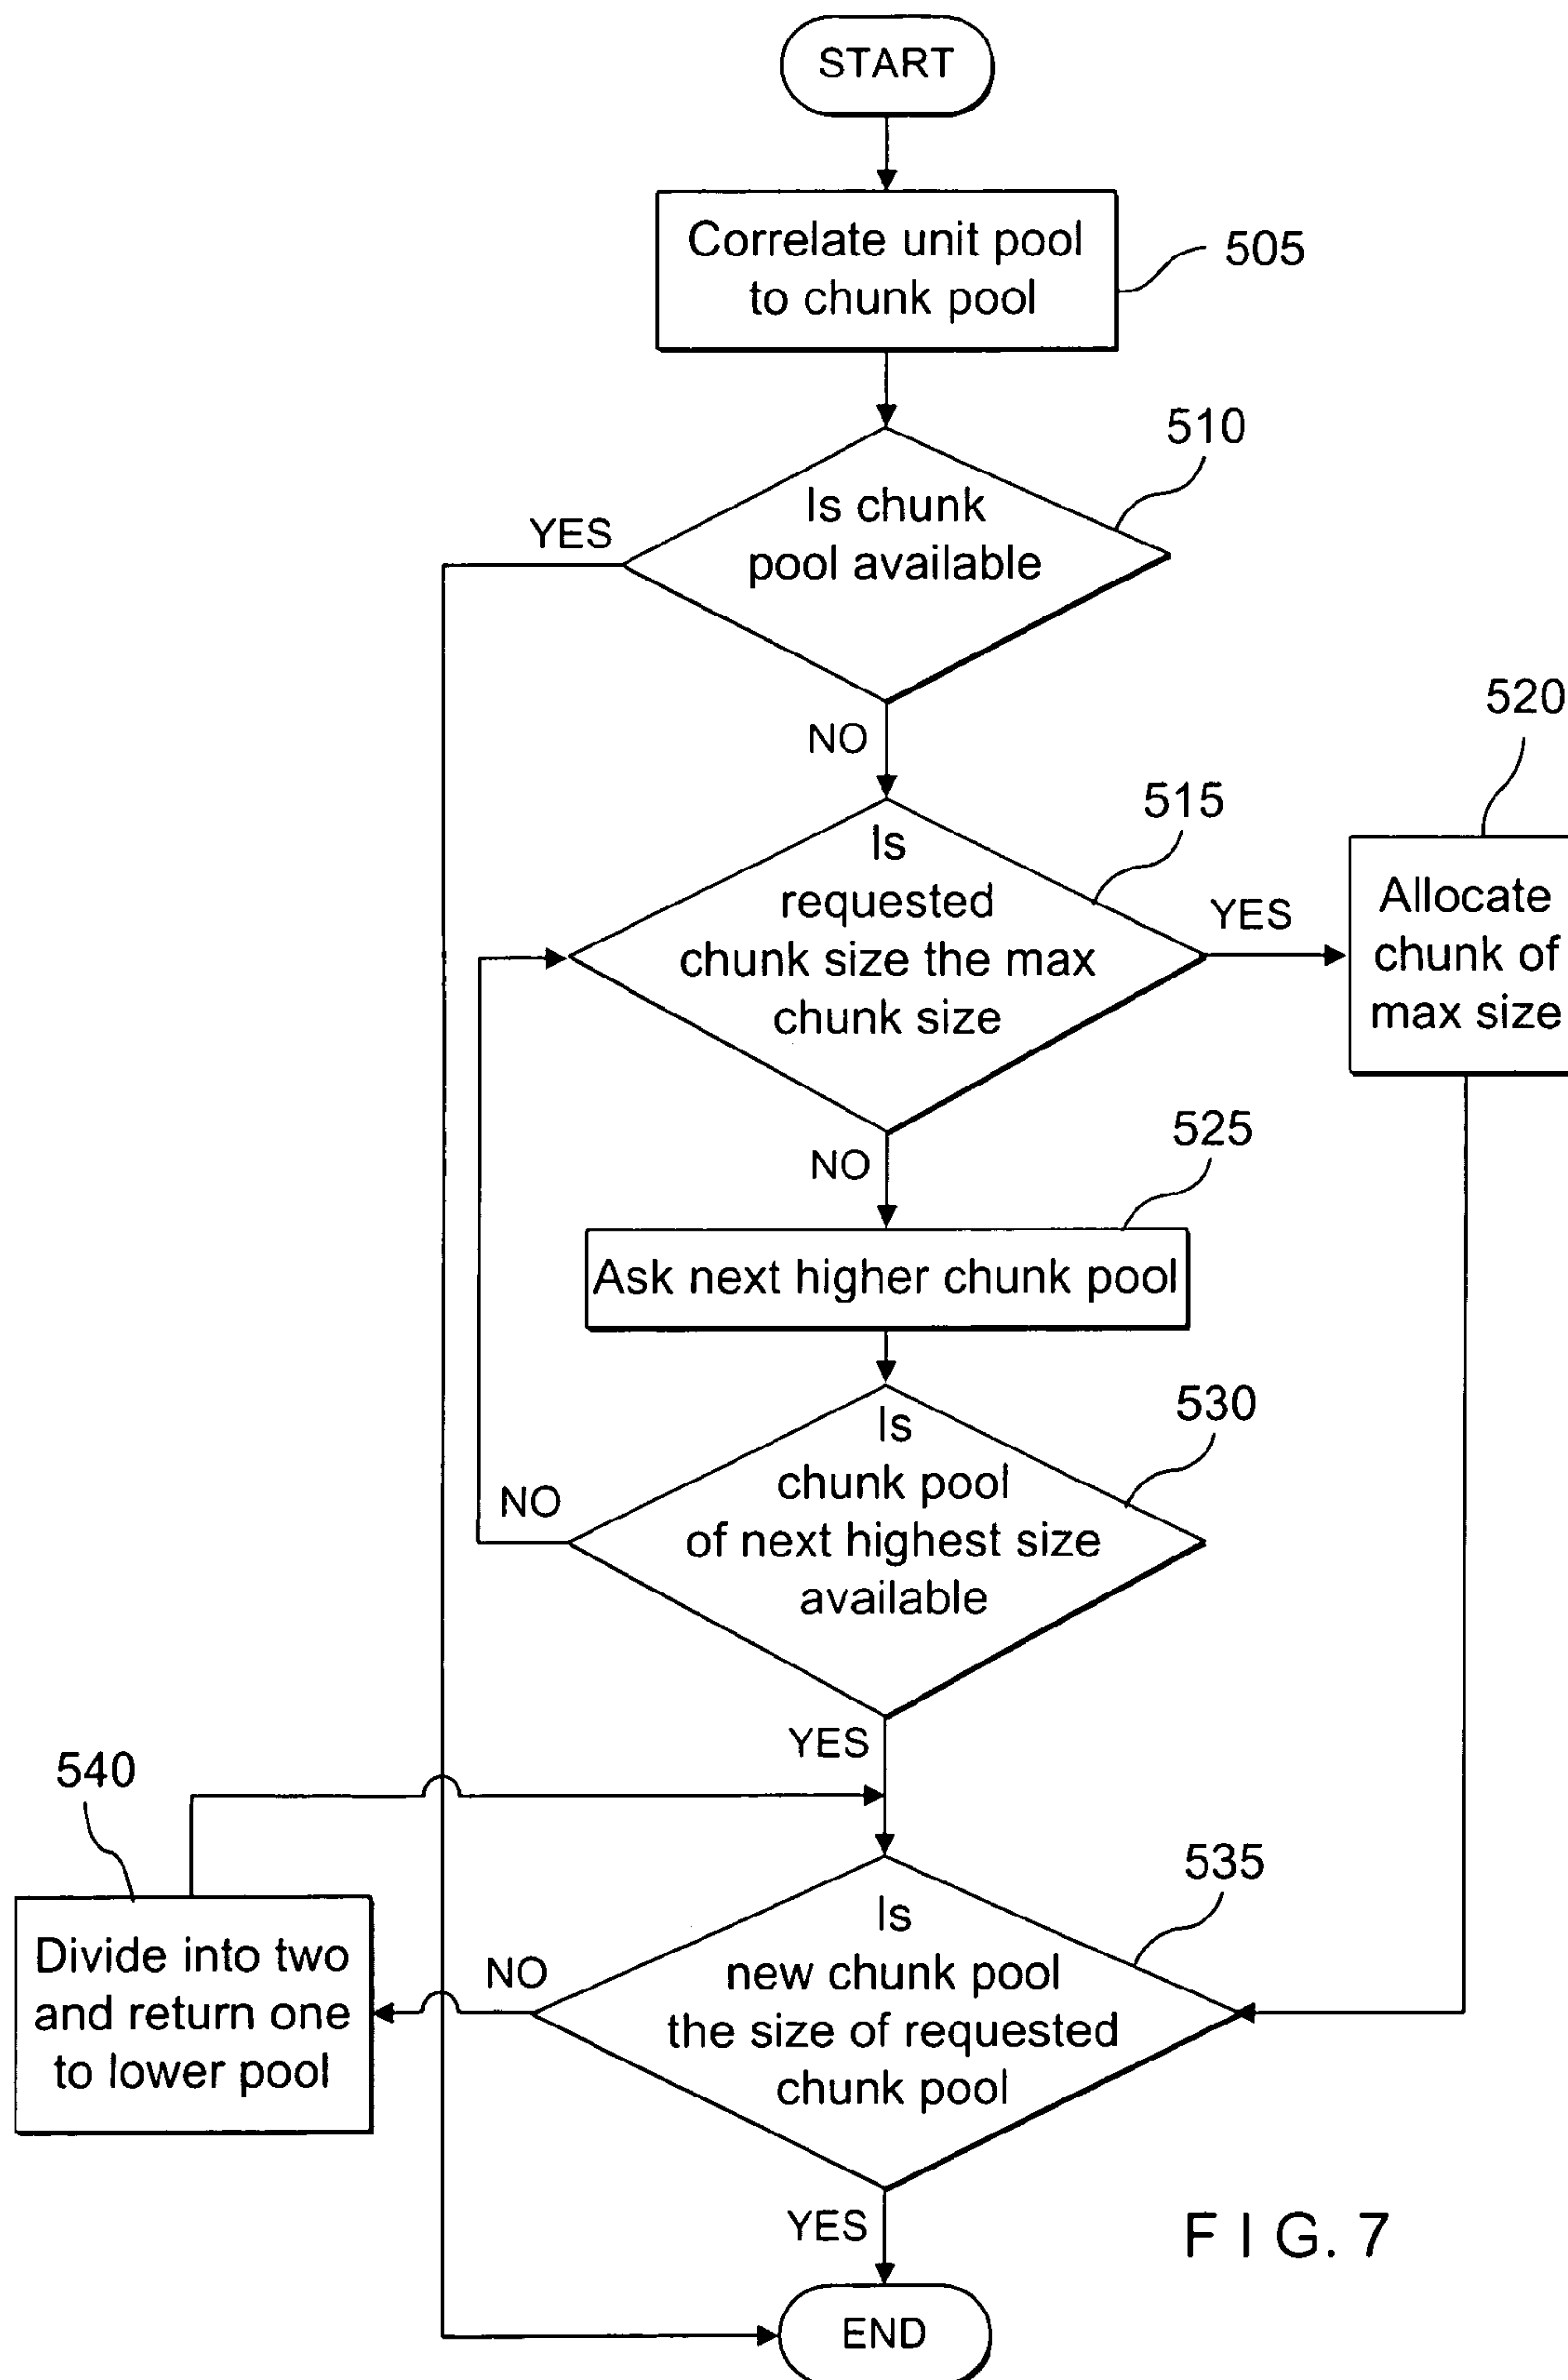 START
Correlate unit pool
to chunk pool
505
510
Is chunk
pool available
YES
NO
520
515
Is
requested
chunk size the max
chunk size
YES
Allocate
chunk of
max size
NO
525
Ask next higher chunk pool
530
Is
chunk pool
of next highest size
available
NO
YES
540
535
Divide into two
and return one
to lower pool
NO
Is
new chunk pool
the size of requested
chunk pool
YES
FIG. 7
END